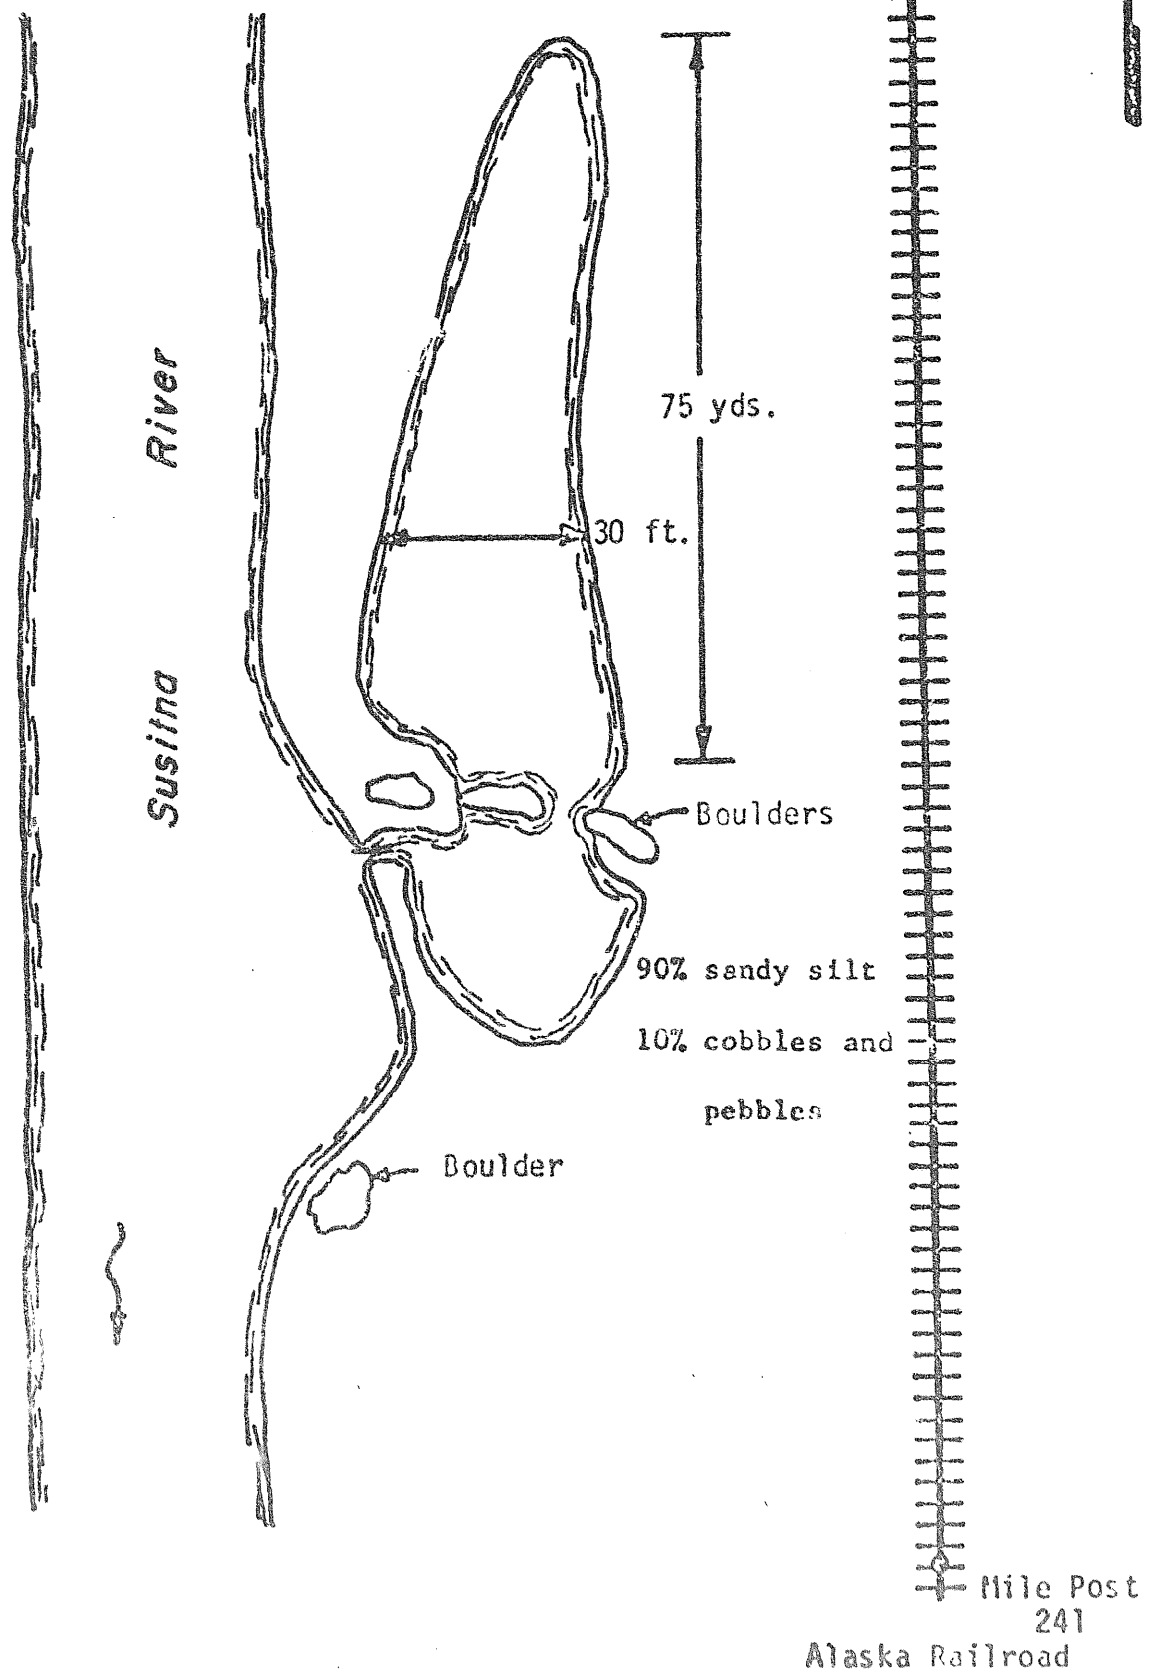 River
75 yds.
30 ft.
Susitna
Boulders
90% sandy silt
10% cobbles and
pebbles
Boulder
Mile Post
241
Alaska Railroad